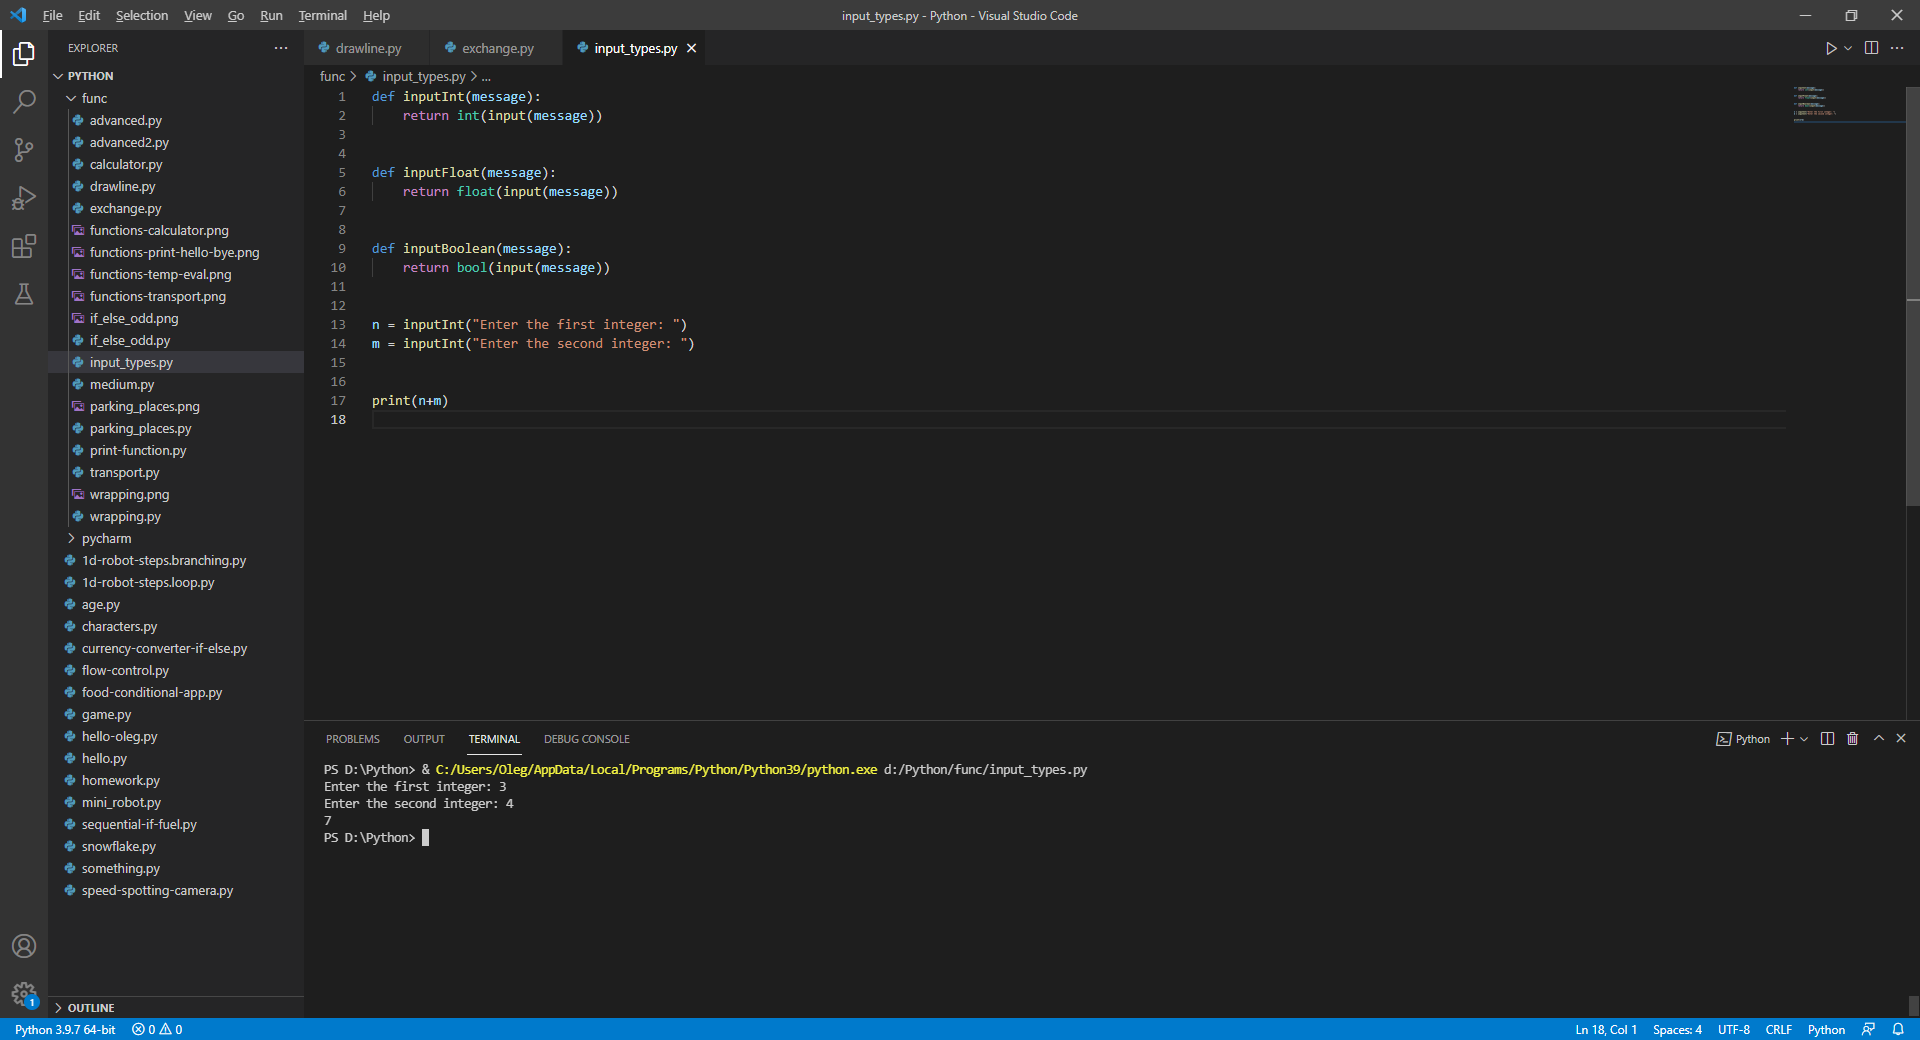 File Edit Selection View Go Run Terminal Help
input_types.py - Python - Visual Studio Code
EXPLORER
PYTHON
func
advanced.py
advanced2.py
calculator.py
drawline.py
exchange.py
functions-calculator.png
functions-print-hello-bye.png
functions-temp-eval.png
functions-transport.png
if_else_odd.png
if_else_odd.py
input_types.py
medium.py
parking_places.png
parking_places.py
print-function.py
transport.py
wrapping.png
wrapping.py
pycharm
1d-robot-steps.branching.py
1d-robot-steps.loop.py
age.py
characters.py
currency-converter-if-else.py
flow-control.py
food-conditional-app.py
game.py
hello-oleg.py
hello.py
homework.py
mini_robot.py
sequential-if-fuel.py
snowflake.py
something.py
speed-spotting-camera.py
OUTLINE
drawline.py exchange.py input_types.py
func > input_types.py > ...
1 def inputInt(message):
2     return int(input(message))
3
4
5 def inputFloat(message):
6     return float(input(message))
7
8
9 def inputBoolean(message):
10     return bool(input(message))
11
12
13 n = inputInt("Enter the first integer: ")
14 m = inputInt("Enter the second integer: ")
15
16
17 print(n+m)
18
PROBLEMS OUTPUT TERMINAL DEBUG CONSOLE
Python
PS D:\Python> & C:/Users/Oleg/AppData/Local/Programs/Python/Python39/python.exe d:/Python/func/input_types.py
Enter the first integer: 3
Enter the second integer: 4
7
PS D:\Python>
1
Python 3.9.7 64-bit 0 0
Ln 18, Col 1 Spaces: 4 UTF-8 CRLF Python